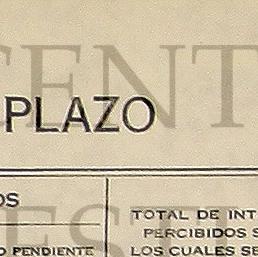 PLAZO
OS
TOTAL DE INT
PERCIBIDOS S
O PENDIENTE
LOS CUALES SE